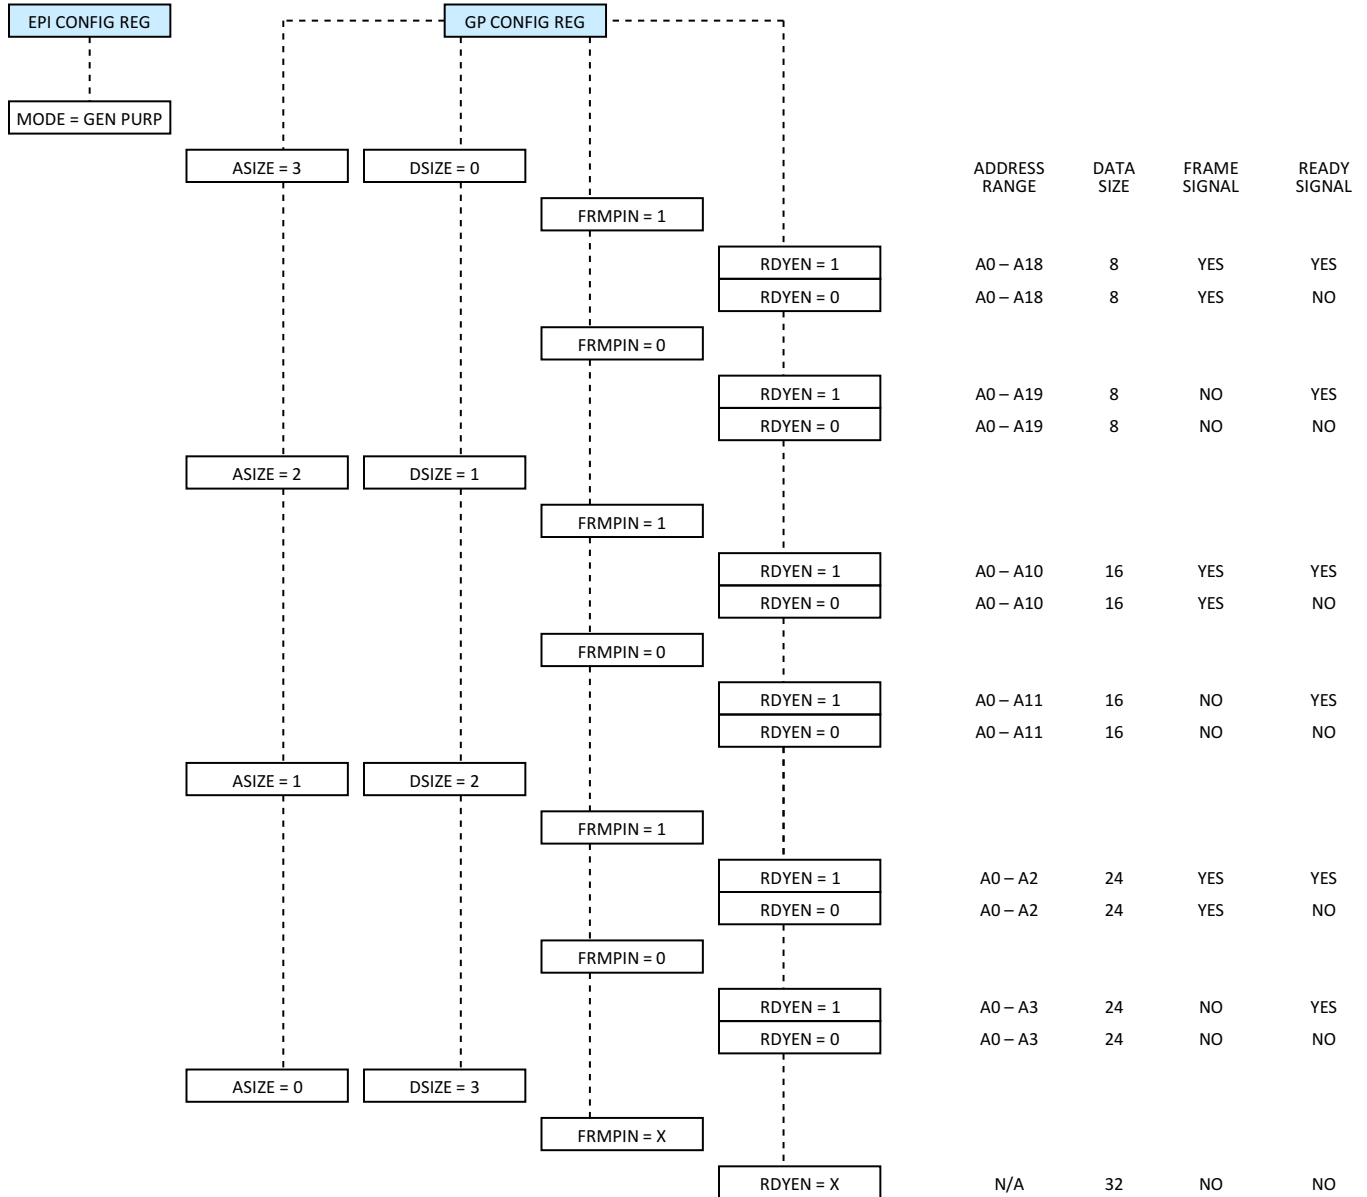 EPI CONFIG REG
GP CONFIG REG
MODE = GEN PURP
ASIZE = 3
DSIZE = 0
ADDRESS RANGE
DATA SIZE
FRAME SIGNAL
READY SIGNAL
FRMPIN = 1
RDYEN = 1 A0 – A18 8 YES YES
RDYEN = 0 A0 – A18 8 YES NO
FRMPIN = 0
RDYEN = 1 A0 – A19 8 NO YES
RDYEN = 0 A0 – A19 8 NO NO
ASIZE = 2
DSIZE = 1
FRMPIN = 1
RDYEN = 1 A0 – A10 16 YES YES
RDYEN = 0 A0 – A10 16 YES NO
FRMPIN = 0
RDYEN = 1 A0 – A11 16 NO YES
RDYEN = 0 A0 – A11 16 NO NO
ASIZE = 1
DSIZE = 2
FRMPIN = 1
RDYEN = 1 A0 – A2 24 YES YES
RDYEN = 0 A0 – A2 24 YES NO
FRMPIN = 0
RDYEN = 1 A0 – A3 24 NO YES
RDYEN = 0 A0 – A3 24 NO NO
ASIZE = 0
DSIZE = 3
FRMPIN = X
RDYEN = X N/A 32 NO NO